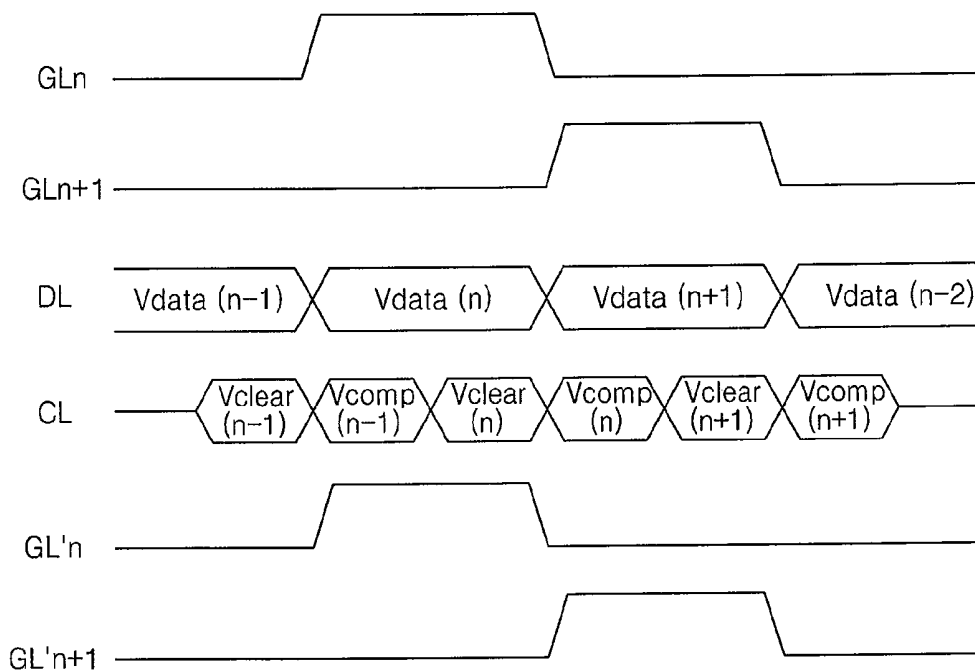 GLn
GLn+1
DL
Vdata (n-1)
Vdata (n)
Vdata (n+1)
Vdata (n-2)
CL
Vclear
(n-1)
Vcomp
(n-1)
Vclear
(n)
Vcomp
(n)
Vclear
(n+1)
Vcomp
(n+1)
GL'n
GL'n+1